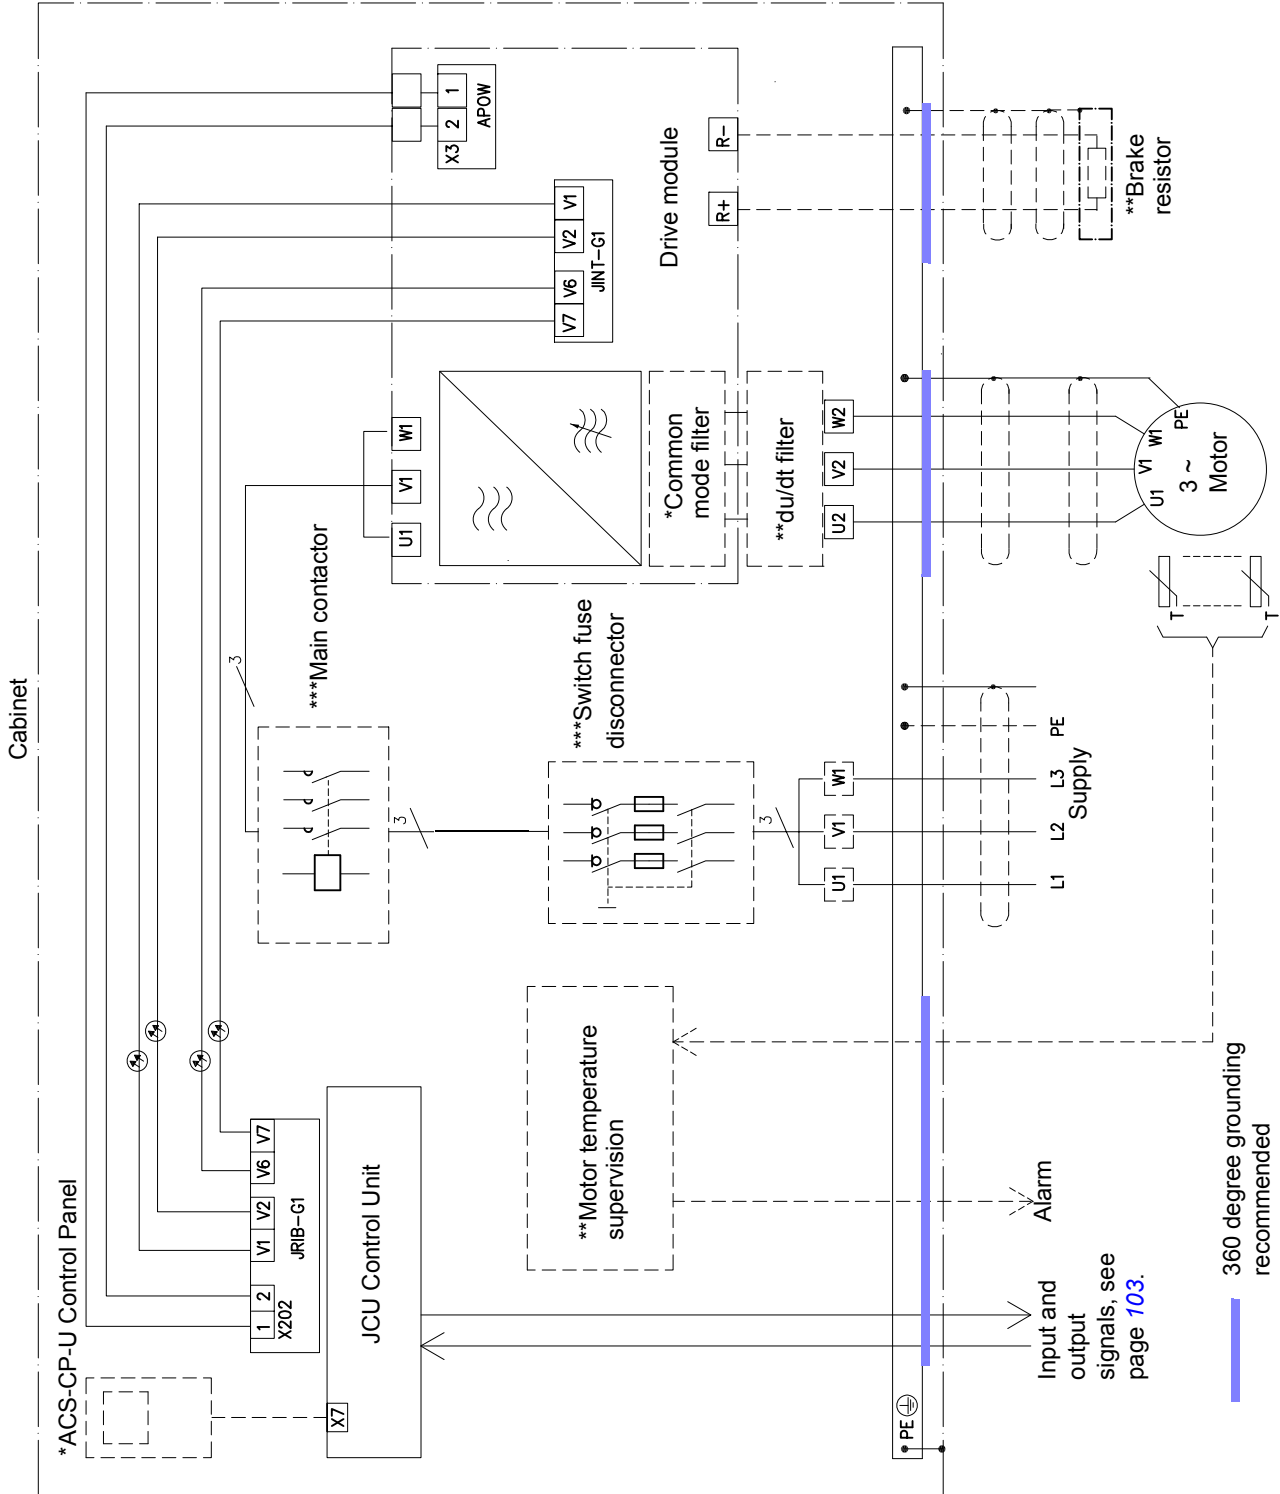 Cabinet
*ACS-CP-U Control Panel
X7
JCU Control Unit
1
2
X202
V1
V2
V6
V7
JRIB-G1
3
***Main contactor
3
***Switch fuse
disconnector
3
U1
V1
W1
L1
L2
L3
PE
Supply
U1
V1
W1
X3
2
1
APOW
V7
V6
V2
V1
JINT-G1
Drive module
R+
R-
*Common
mode filter
**du/dt filter
U2
V2
W2
**Brake
resistor
U1
V1
W1
PE
3 ~
Motor
T
T
**Motor temperature
supervision
Alarm
Input and
output
signals, see
page 103.
PE
360 degree grounding
recommended